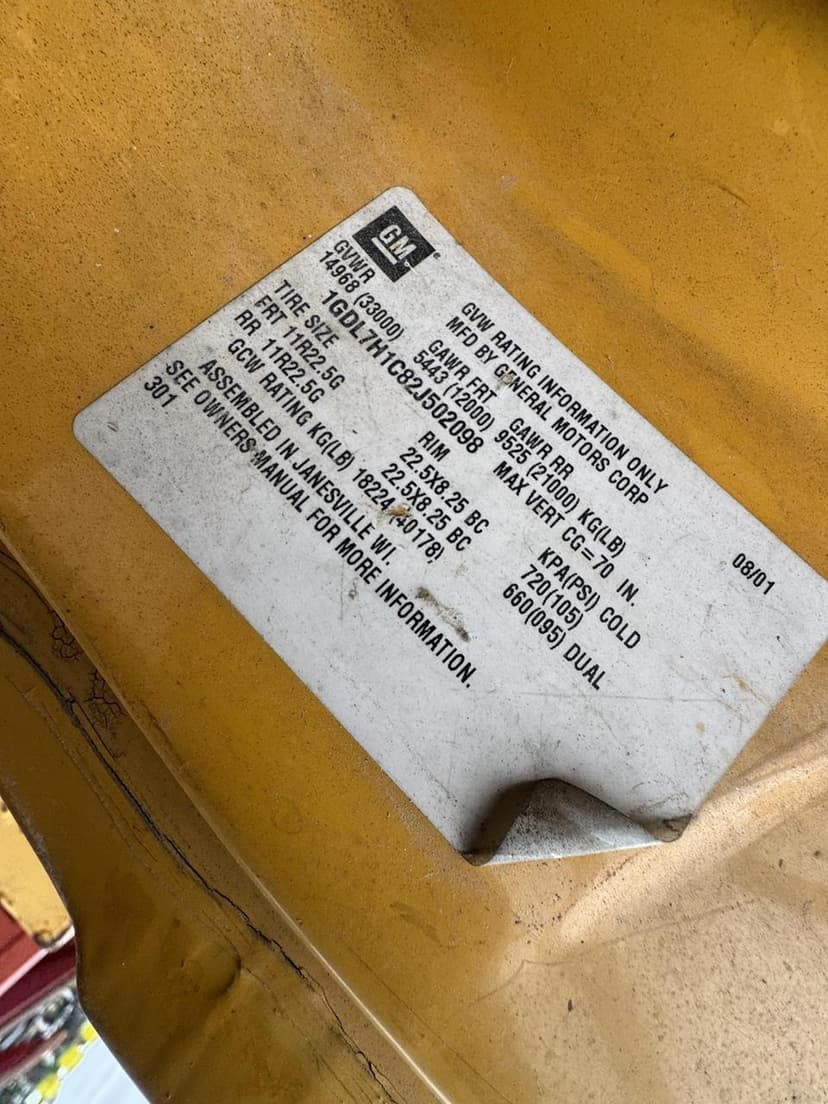 GM
GVW RATING INFORMATION ONLY
MFD BY GENERAL MOTORS CORP 08/01
GVWR GAWR FRT GAWR RR
14968 (33000) 5443 (12000) 9525 (21000) KG(LB)
1GDL7H1C82J502098 MAX VERT CG=70 IN.
TIRE SIZE RIM KPA(PSI) COLD
FRT 11R22.5G 22.5X8.25 BC 720(105)
RR 11R22.5G 22.5X8.25 BC 660(095) DUAL
GCW RATING KG(LB) 18224 (40178)
ASSEMBLED IN JANESVILLE WI.
SEE OWNERS MANUAL FOR MORE INFORMATION.
301